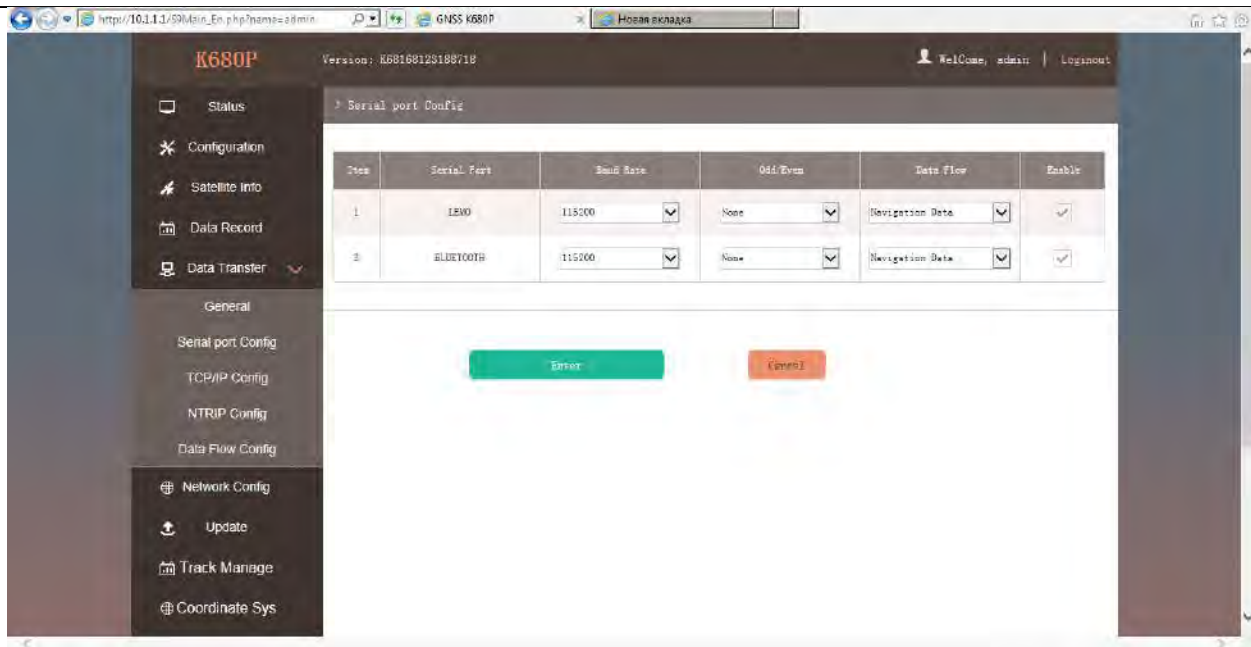 http://10.1.1.1/S9Main_En.php?name=admin
GNSS K680P
Новая вкладка
K680P
Version: K68168123188718
WelCome, admin | Loginout
Status
Configuration
Satellite Info
Data Record
Data Transfer
General
Serial port Config
TCP/IP Config
NTRIP Config
Data Flow Config
Network Config
Update
Track Manage
Coordinate Sys
> Serial port Config
Item Serial Port Baud Rate Odd/Even Data Flow Enable
1 LEMO 115200 None Navigation Data
2 BLUETOOTH 115200 None Navigation Data
Enter Cancel